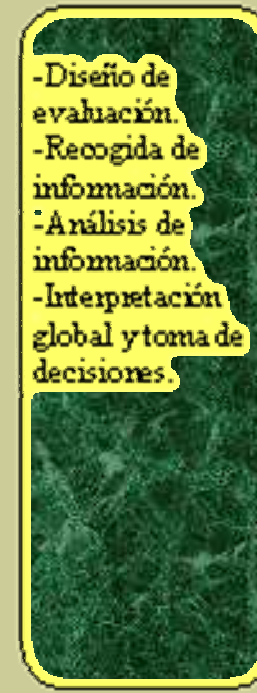 -Diseño de
evaluación.
-Recogida de
información.
-Análisis de
información.
-Interpretación
global y toma de
decisiones.